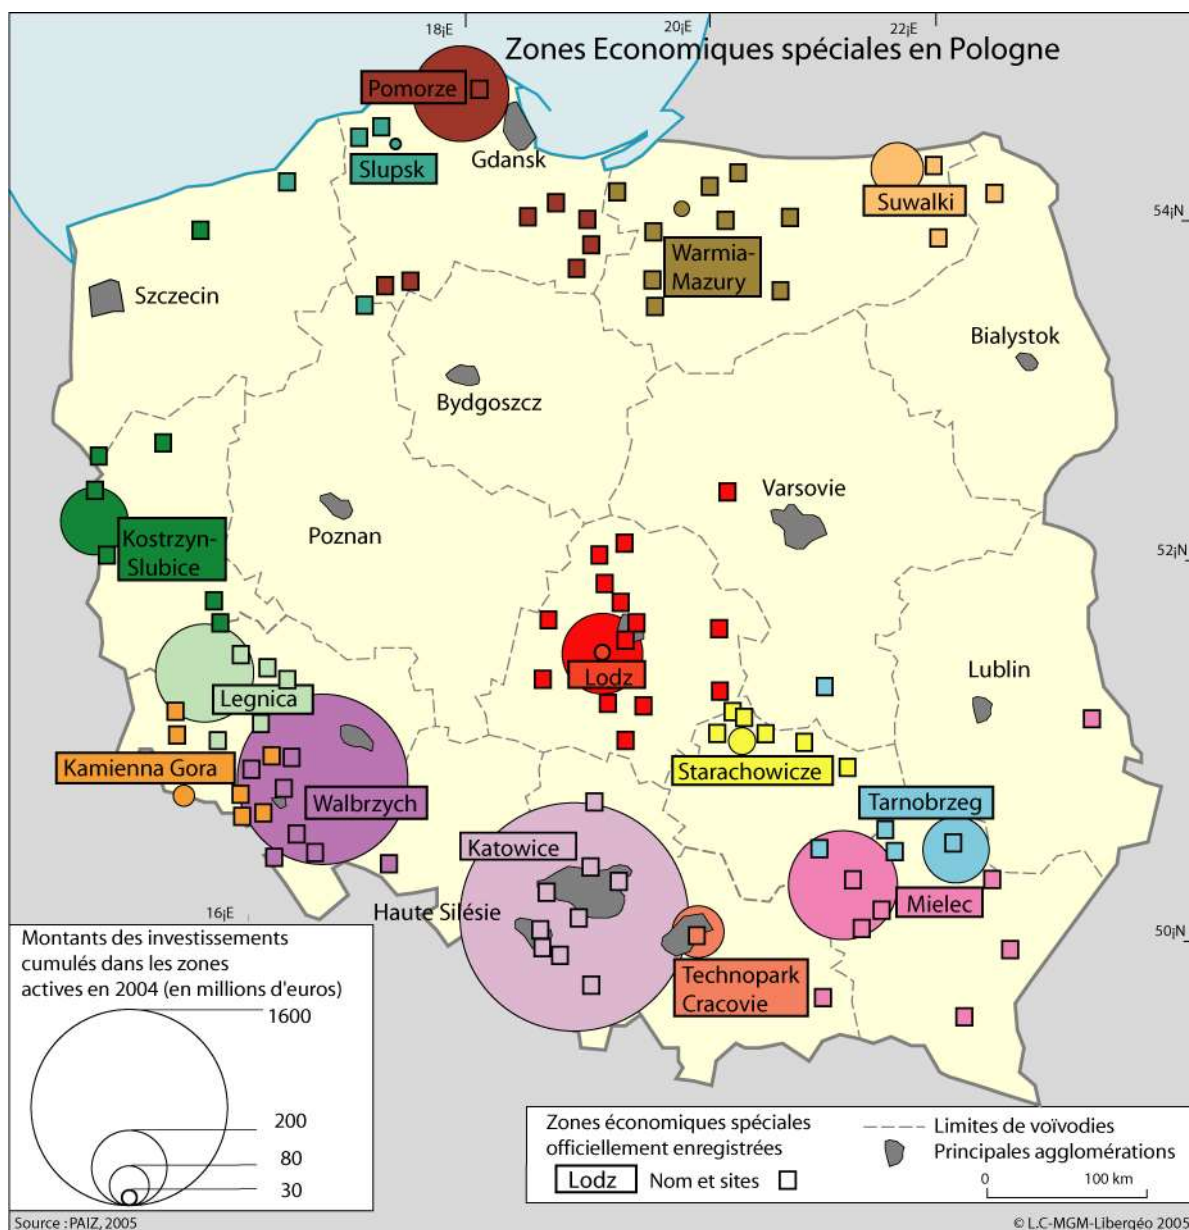 18¡E
20¡E
22¡E
Zones Economiques spéciales en Pologne
Pomorze
Gdansk
Slupsk
Suwalki
54¡N
Warmia-
Mazury
Szczecin
Bialystok
Bydgoszcz
Varsovie
Poznan
Kostrzyn-
Slubice
52¡N
Lodz
Lublin
Legnica
Kamienna Gora
Starachowicze
Walbrzych
Tarnobrzeg
Katowice
Mielec
Haute Silésie
16¡E
50¡N
Technopark
Cracovie
Montants des investissements
cumulés dans les zones
actives en 2004 (en millions d'euros)
1600
200
80
30
Zones économiques spéciales
officiellement enregistrées
Lodz Nom et sites
Limites de voïvodies
Principales agglomérations
0 100 km
Source : PAIZ, 2005
© L.C-MGM-Libergéo 2005